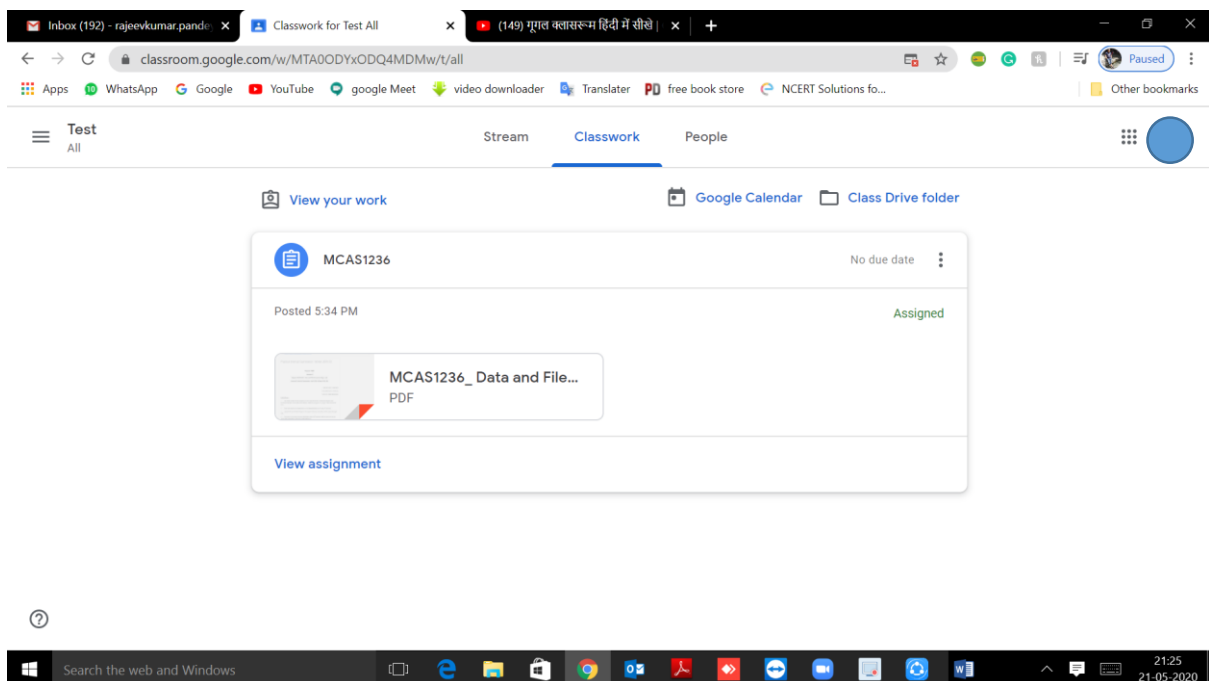 Inbox (192) - rajeevkumar.pande
Classwork for Test All
(149) गूगल क्लासरूम हिंदी में सीखे |
classroom.google.com/w/MTA0ODYxODQ4MDMw/t/all
Paused
Apps
WhatsApp
Google
YouTube
google Meet
video downloader
Translater
free book store
NCERT Solutions fo...
Other bookmarks
Test
All
Stream
Classwork
People
View your work
Google Calendar
Class Drive folder
MCAS1236
No due date
Posted 5:34 PM
Assigned
MCAS1236_ Data and File...
PDF
View assignment
Search the web and Windows
21:25
21-05-2020